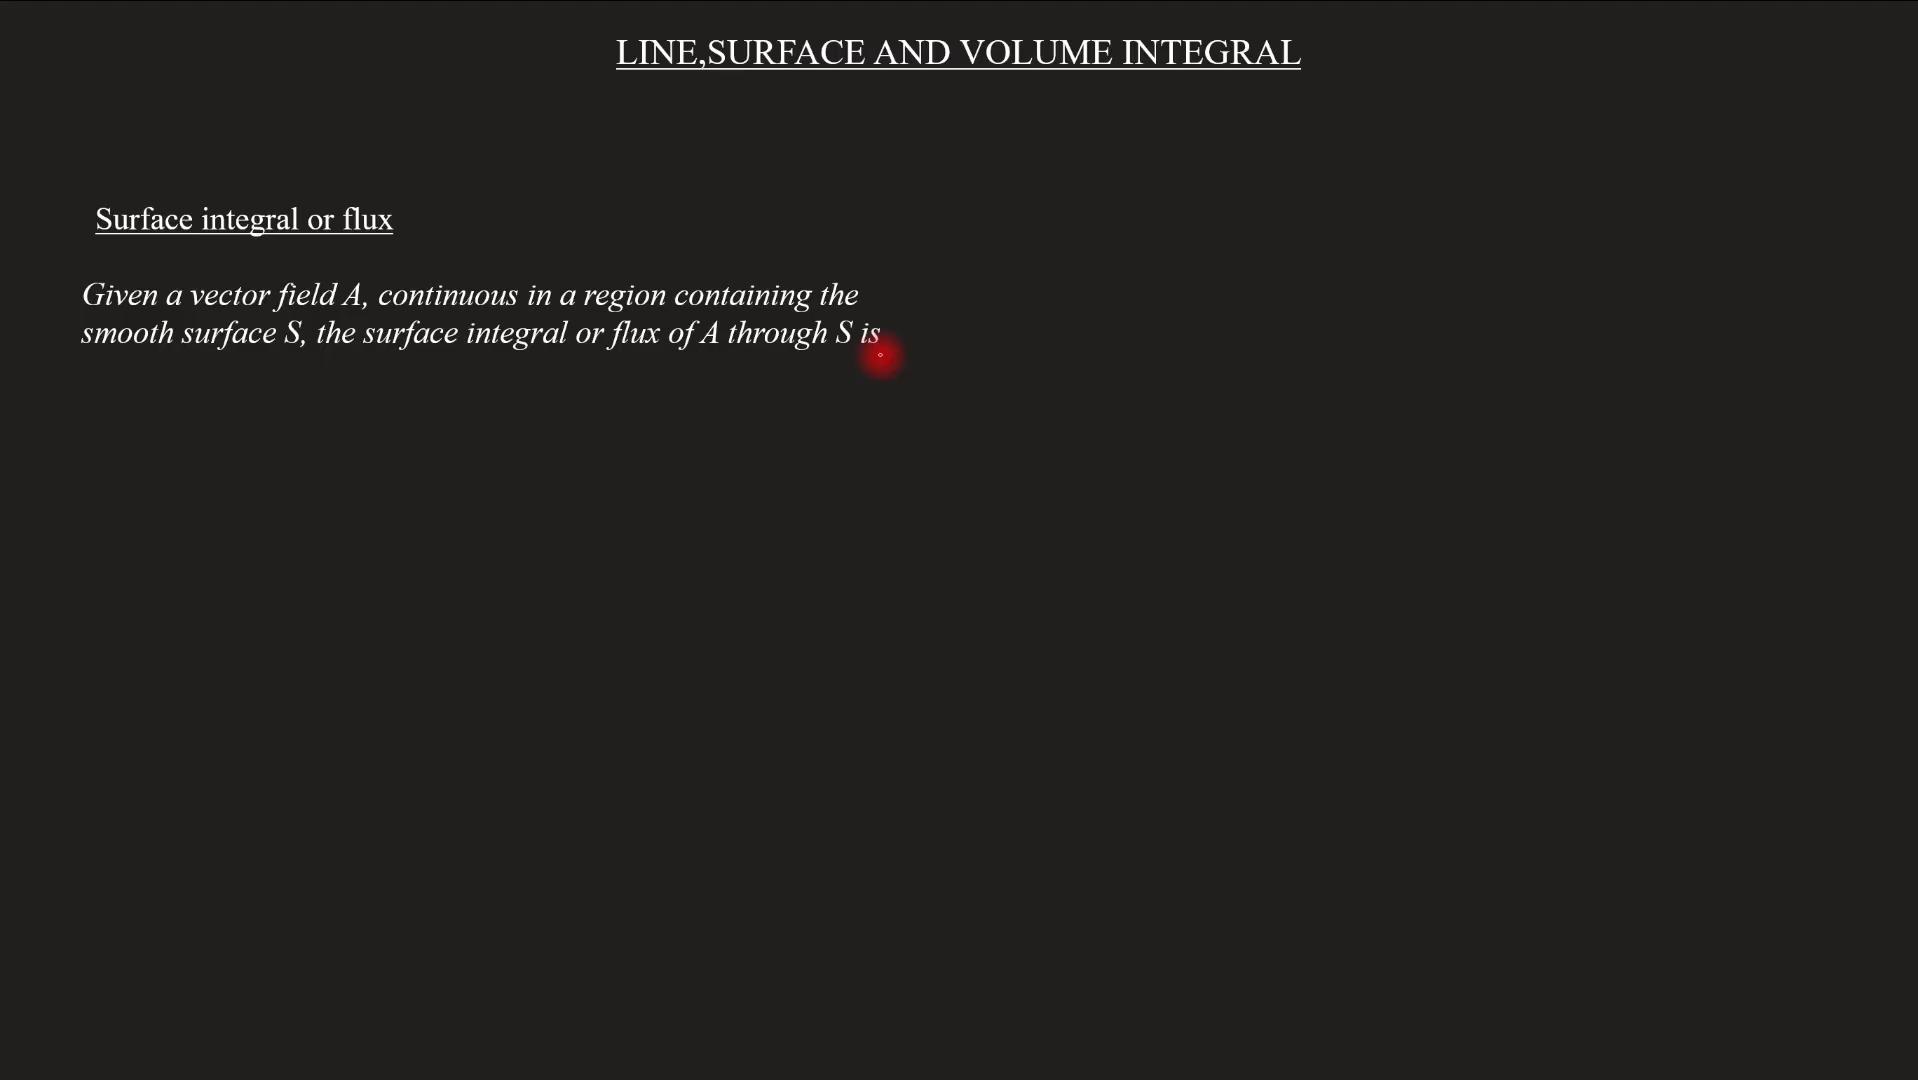 LINE,SURFACE AND VOLUME INTEGRAL
Surface integral or flux
Given a vector field A, continuous in a region containing the
smooth surface S, the surface integral or flux of A through S is